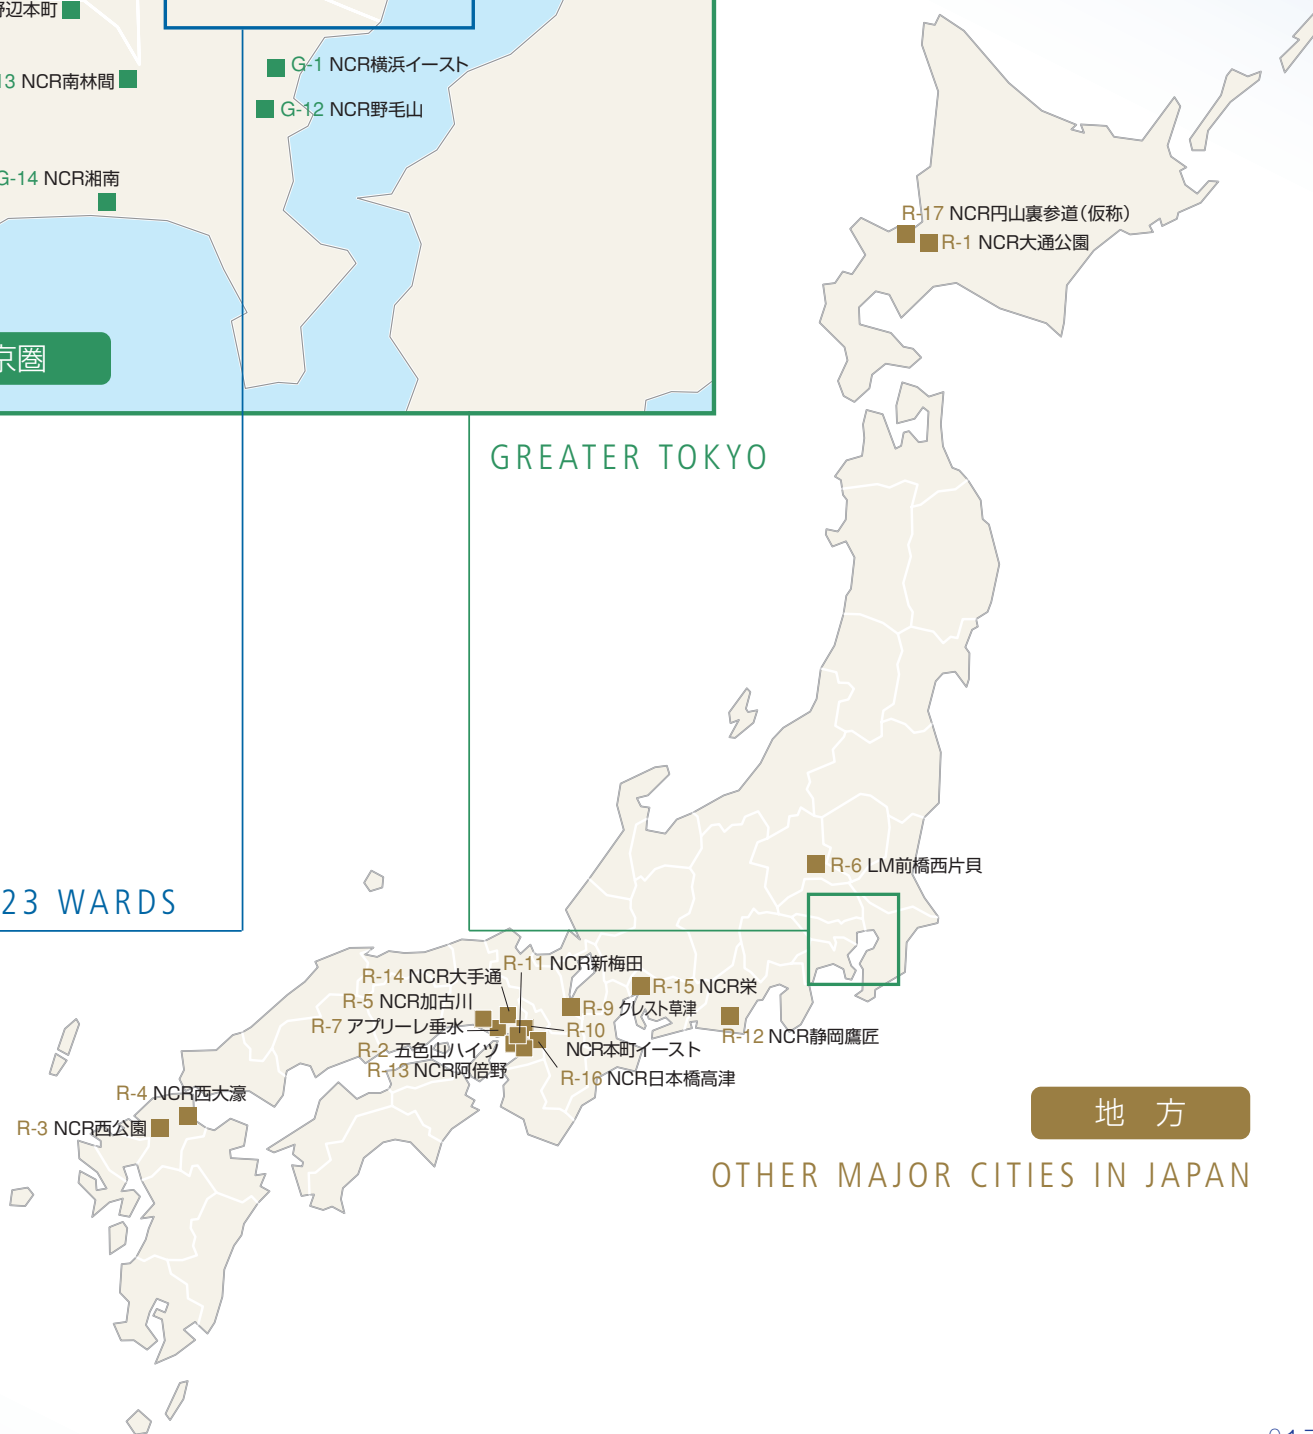 野辺本町
G-1 NCR横浜イースト
13 NCR南林間
G-12 NCR野毛山
G-14 NCR湘南
京圏
GREATER TOKYO
R-17 NCR円山裏参道(仮称)
R-1 NCR大通公園
R-6 LM前橋西片貝
23 WARDS
R-11 NCR新梅田
R-14 NCR大手通
R-15 NCR栄
R-5 NCR加古川
R-9 クレスト草津
R-7 アプリーレ垂水
R-10
NCR本町イースト
R-12 NCR静岡鷹匠
R-2 五色山ハイツ
R-13 NCR阿倍野
R-16 NCR日本橋高津
R-4 NCR西大濠
R-3 NCR西公園
地 方
OTHER MAJOR CITIES IN JAPAN